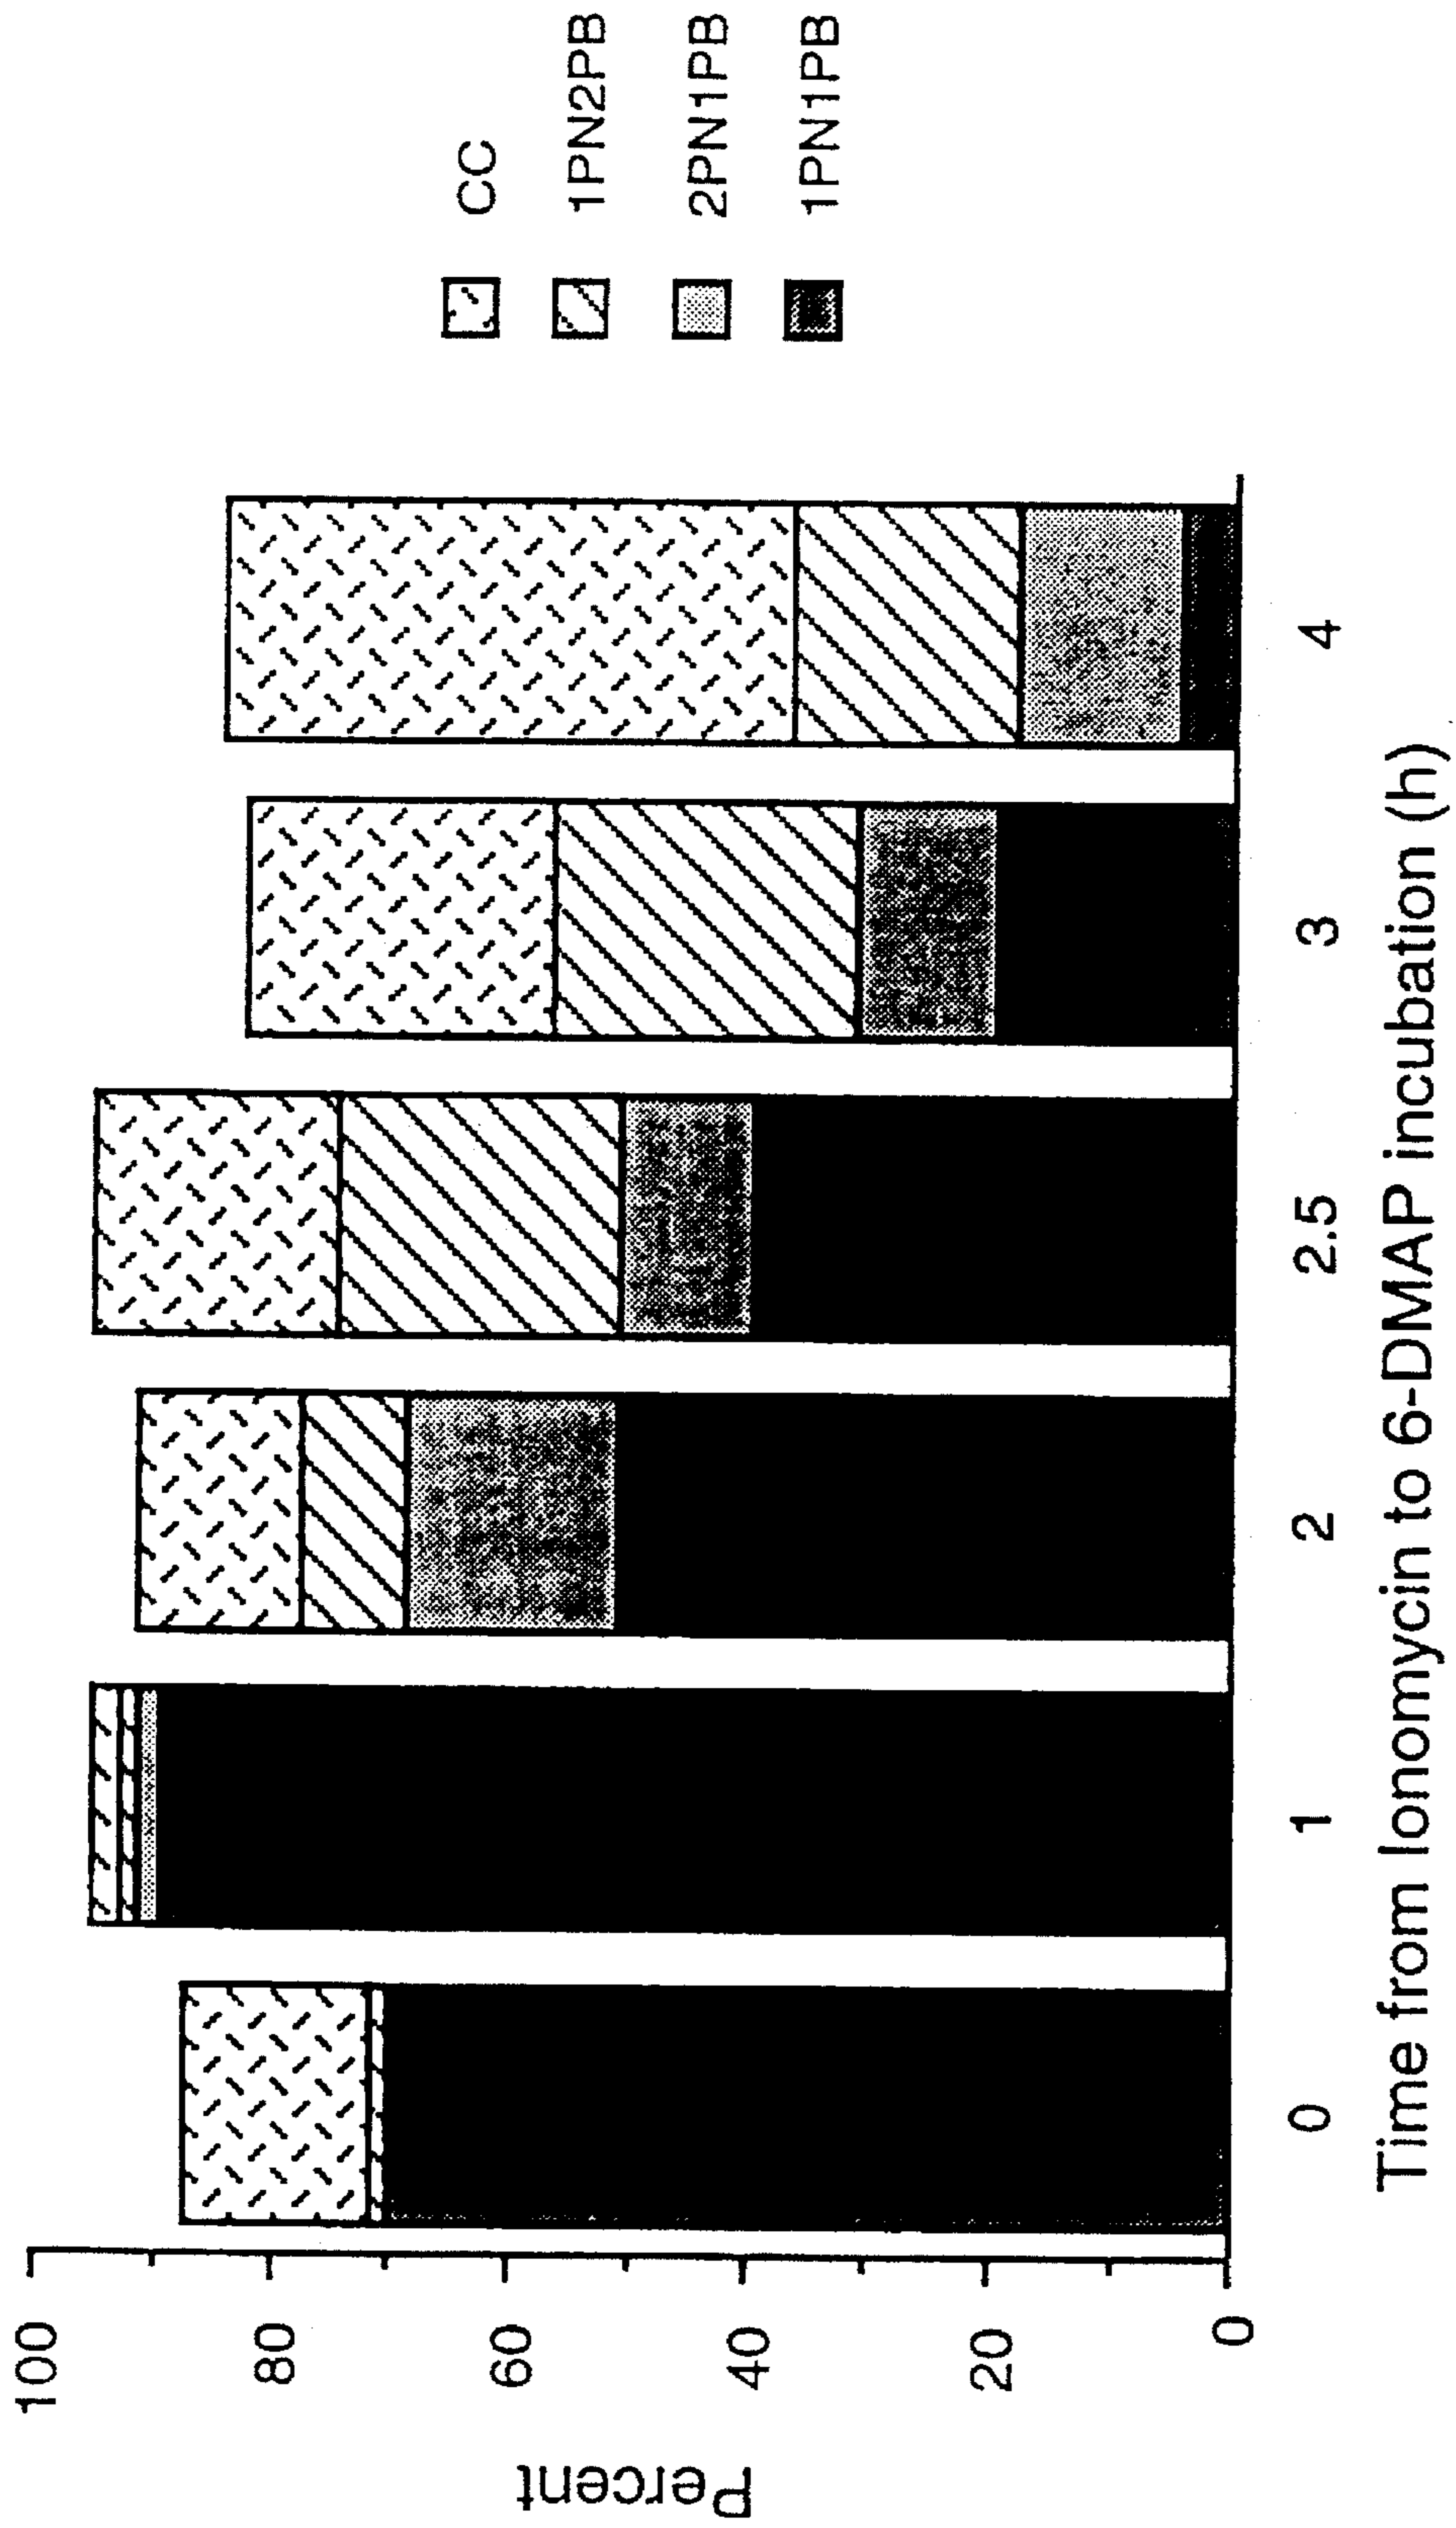 Percent
100
80
60
40
20
0
0 1 2 2.5 3 4
Time from Ionomycin to 6-DMAP incubation (h)
CC
1PN2PB
2PN1PB
1PN1PB